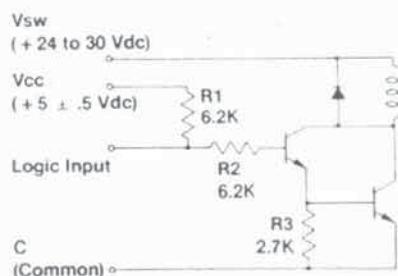 Vsw
(+ 24 to 30 Vdc)
Vcc
(+ 5 ± .5 Vdc)
R1
6.2K
Logic Input
R2
6.2K
R3
2.7K
C
(Common)